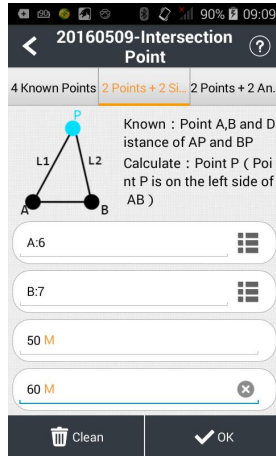 90% 09:09
20160509-Intersection
Point
?
4 Known Points
2 Points + 2 Si...
2 Points + 2 An.
P
L1
L2
A
B
Known：Point A,B and D
istance of AP and BP
Calculate：Point P（Poi
nt P is on the left side of
AB）
A:6
B:7
50 M
60 M
Clean
OK